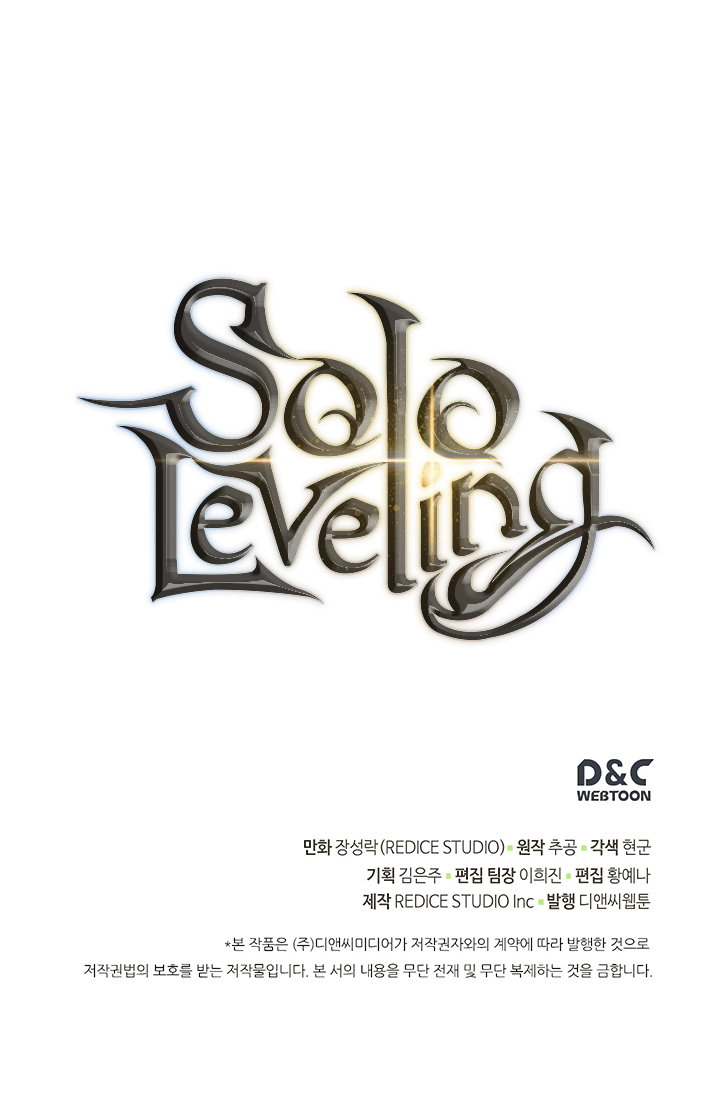 Solo
Leveling
D&C
WEBTOON
만화 장성락(REDICE STUDIO) ▪ 원작 추공 ▪ 각색 현군
기획 김은주 ▪ 편집 팀장 이희진 ▪ 편집 황예나
제작 REDICE STUDIO Inc ▪ 발행 디앤씨웹툰
*본 작품은 (주)디앤씨미디어가 저작권자와의 계약에 따라 발행한 것으로
저작권법의 보호를 받는 저작물입니다. 본 서의 내용을 무단 전재 및 무단 복제하는 것을 금합니다.